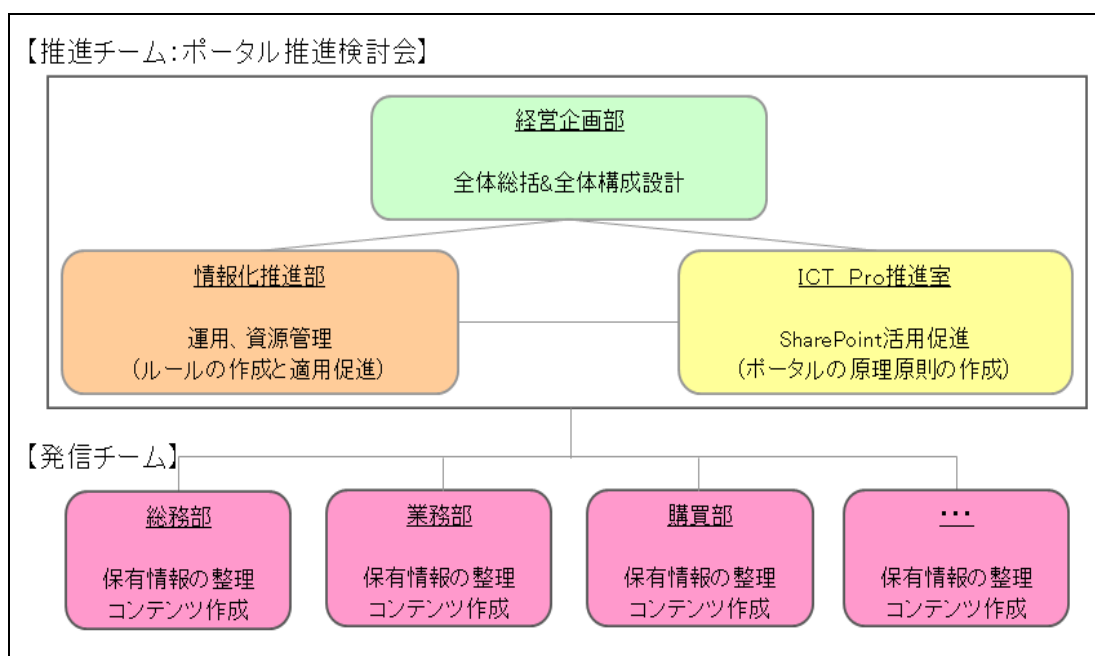 【推進チーム:ポータル推進検討会】
経営企画部
全体総括&全体構成設計
情報化推進部
運用、資源管理
(ルールの作成と適用促進)
ICT Pro推進室
SharePoint活用促進
(ポータルの原理原則の作成)
【発信チーム】
総務部
保有情報の整理
コンテンツ作成
業務部
保有情報の整理
コンテンツ作成
購買部
保有情報の整理
コンテンツ作成
・・・
保有情報の整理
コンテンツ作成